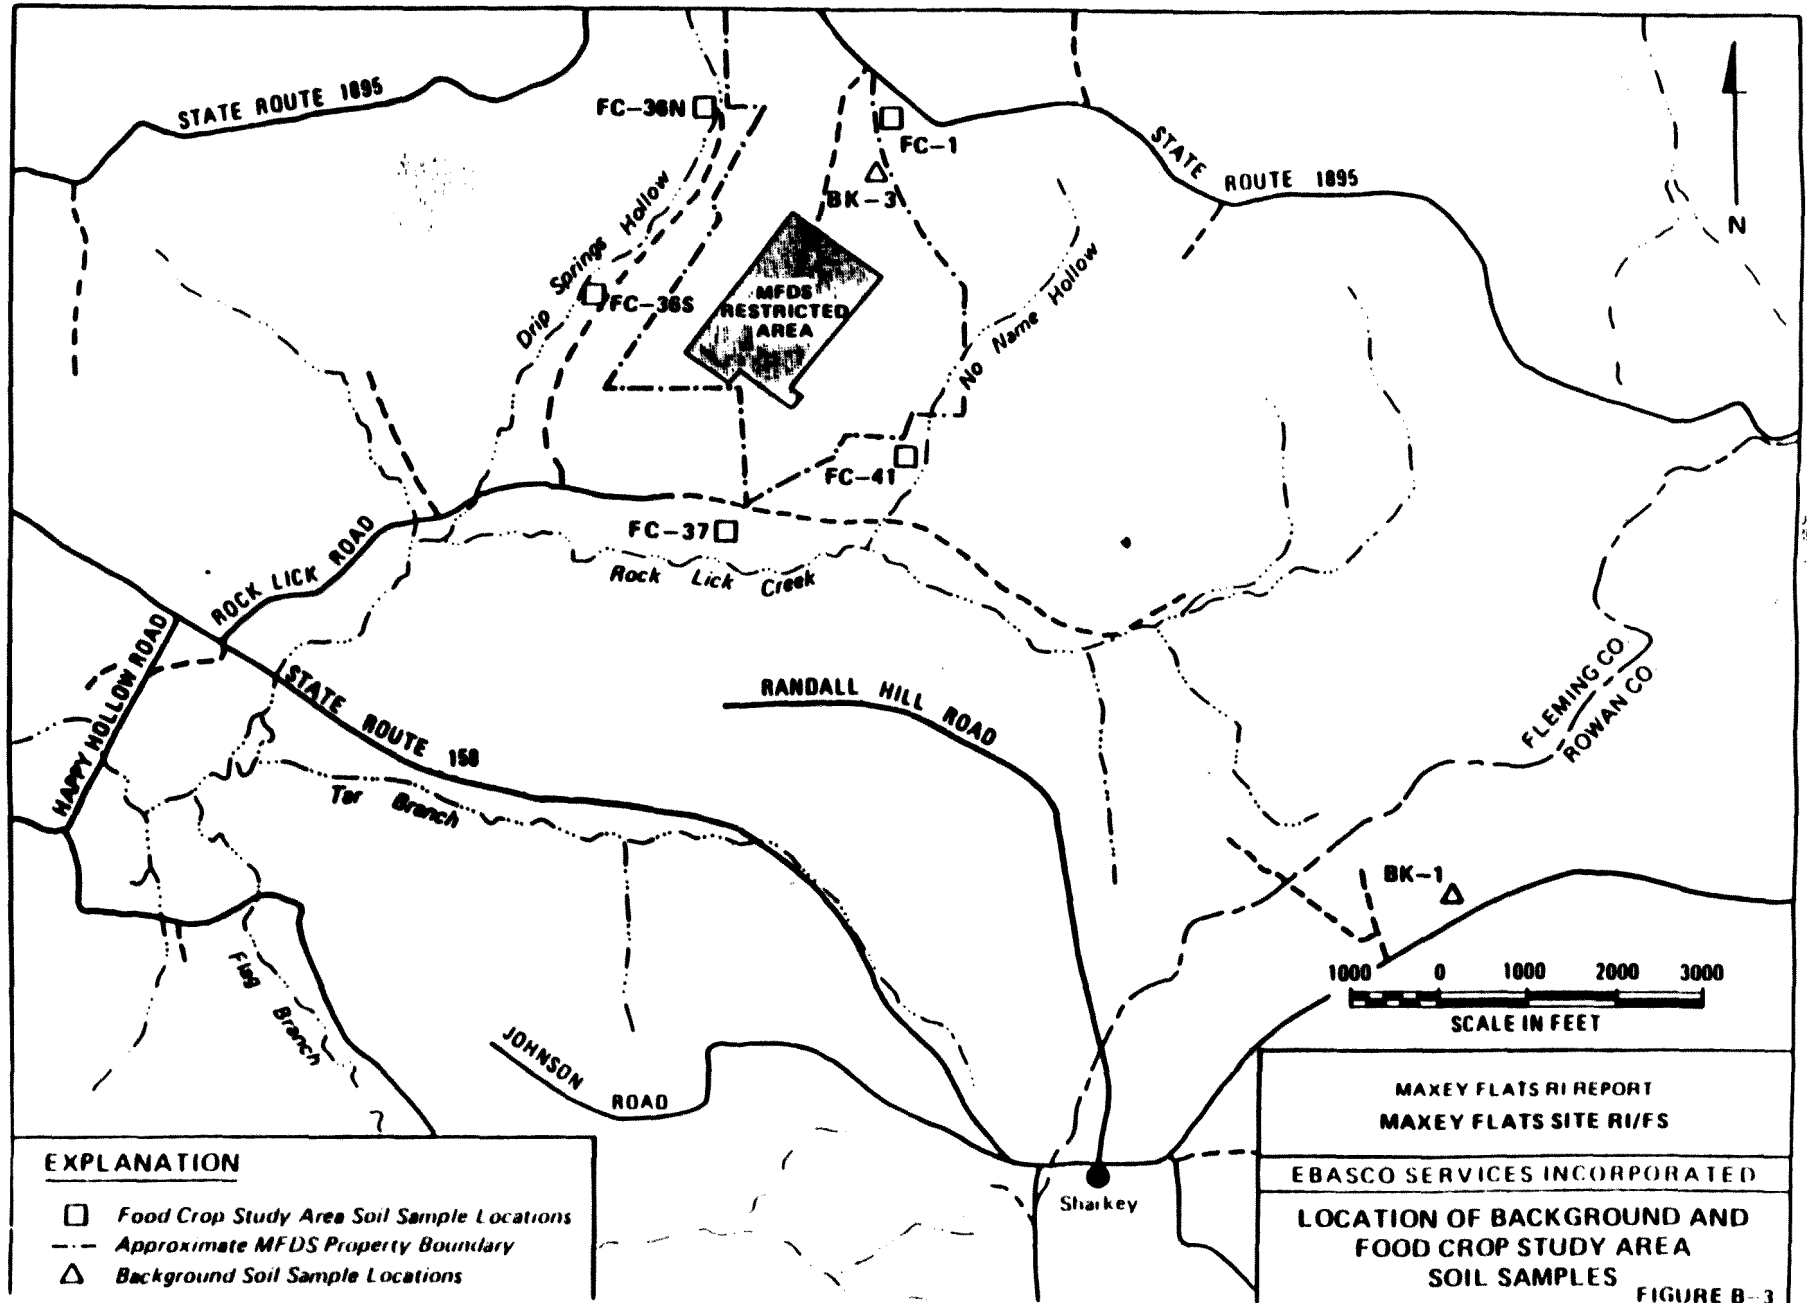 STATE ROUTE 1895
FC-36N
FC-1
STATE ROUTE 1895
BK-3
N
Drip Springs Hollow
FC-36S
MFDS
RESTRICTED
AREA
No Name Hollow
FC-41
FC-37
Rock Lick Creek
ROCK LICK ROAD
HAPPY HOLLOW ROAD
STATE ROUTE 158
RANDALL HILL ROAD
FLEMING CO
ROWAN CO
Tar Branch
BK-1
Flag Branch
1000 0 1000 2000 3000
SCALE IN FEET
JOHNSON ROAD
Sharkey
EXPLANATION
Food Crop Study Area Soil Sample Locations
Approximate MFDS Property Boundary
Background Soil Sample Locations
MAXEY FLATS RI REPORT
MAXEY FLATS SITE RI/FS
EBASCO SERVICES INCORPORATED
LOCATION OF BACKGROUND AND
FOOD CROP STUDY AREA
SOIL SAMPLES
FIGURE B-3